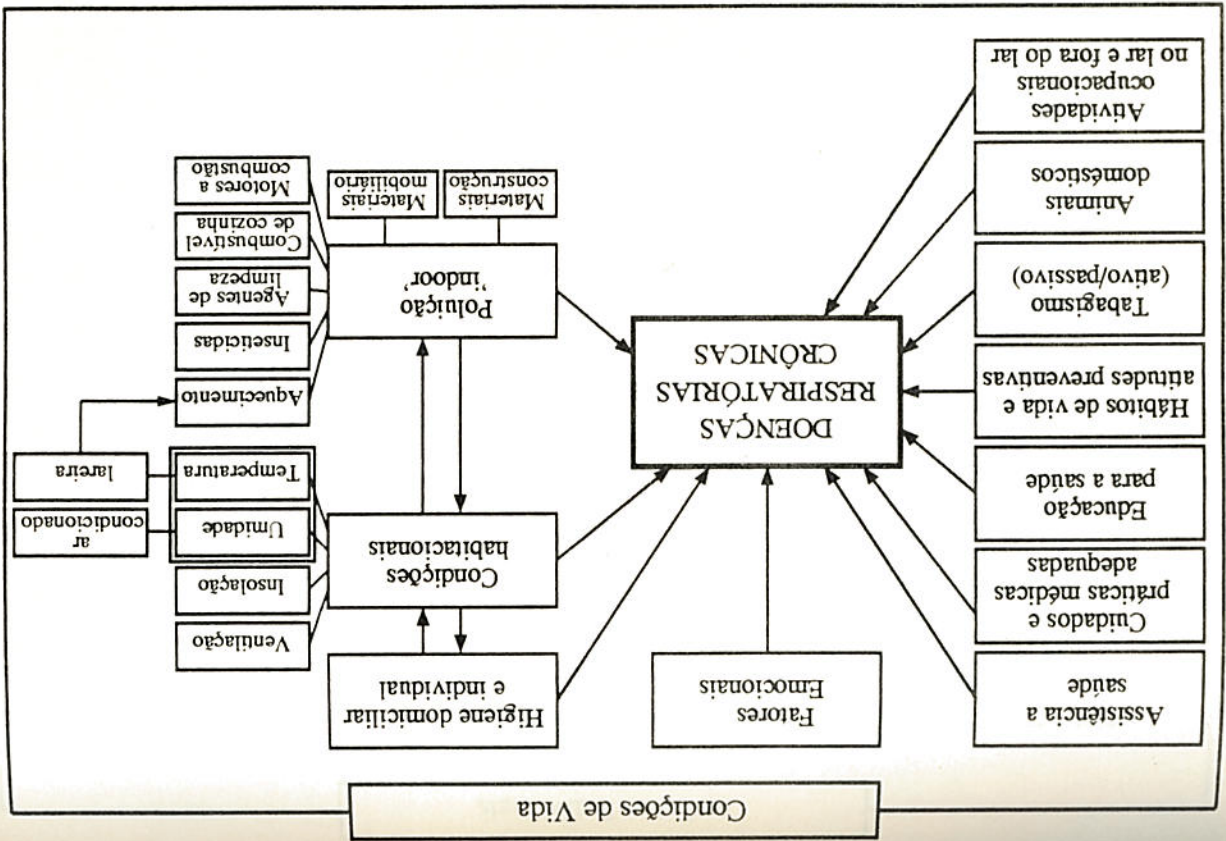 Condições de Vida
Assistência a
saúde
Cuidados e
práticas médicas
adequadas
Educação
para a saúde
Hábitos de vida e
atitudes preventivas
Tabagismo
(ativo/passivo)
Animais
domésticos
Atividades
ocupacionais
no lar e fora do lar
Fatores
Emocionais
DOENÇAS
RESPIRATÓRIAS
CRÔNICAS
Higiene domiciliar
e individual
Condições
habitacionais
Poluição
'indoor'
Materiais
construção
Materiais
mobiliário
Ventilação
Insolação
Umidade
Temperatura
Aquecimento
Inseticidas
Agentes de
limpeza
Combustível
de cozinha
Motores a
combustão
ar
condicionado
lareira